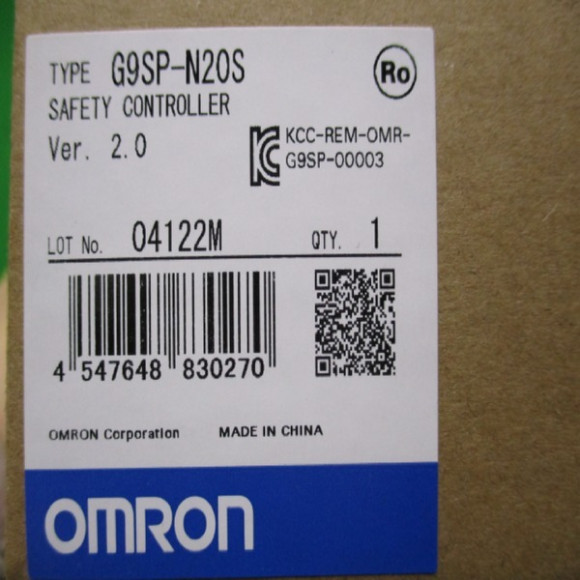 TYPE G9SP-N20S
Ro
SAFETY CONTROLLER
Ver. 2.0
KCC-REM-OMR-
G9SP-00003
LOT No. 04122M QTY. 1
4 547648 830270
OMRON Corporation MADE IN CHINA
OMRON